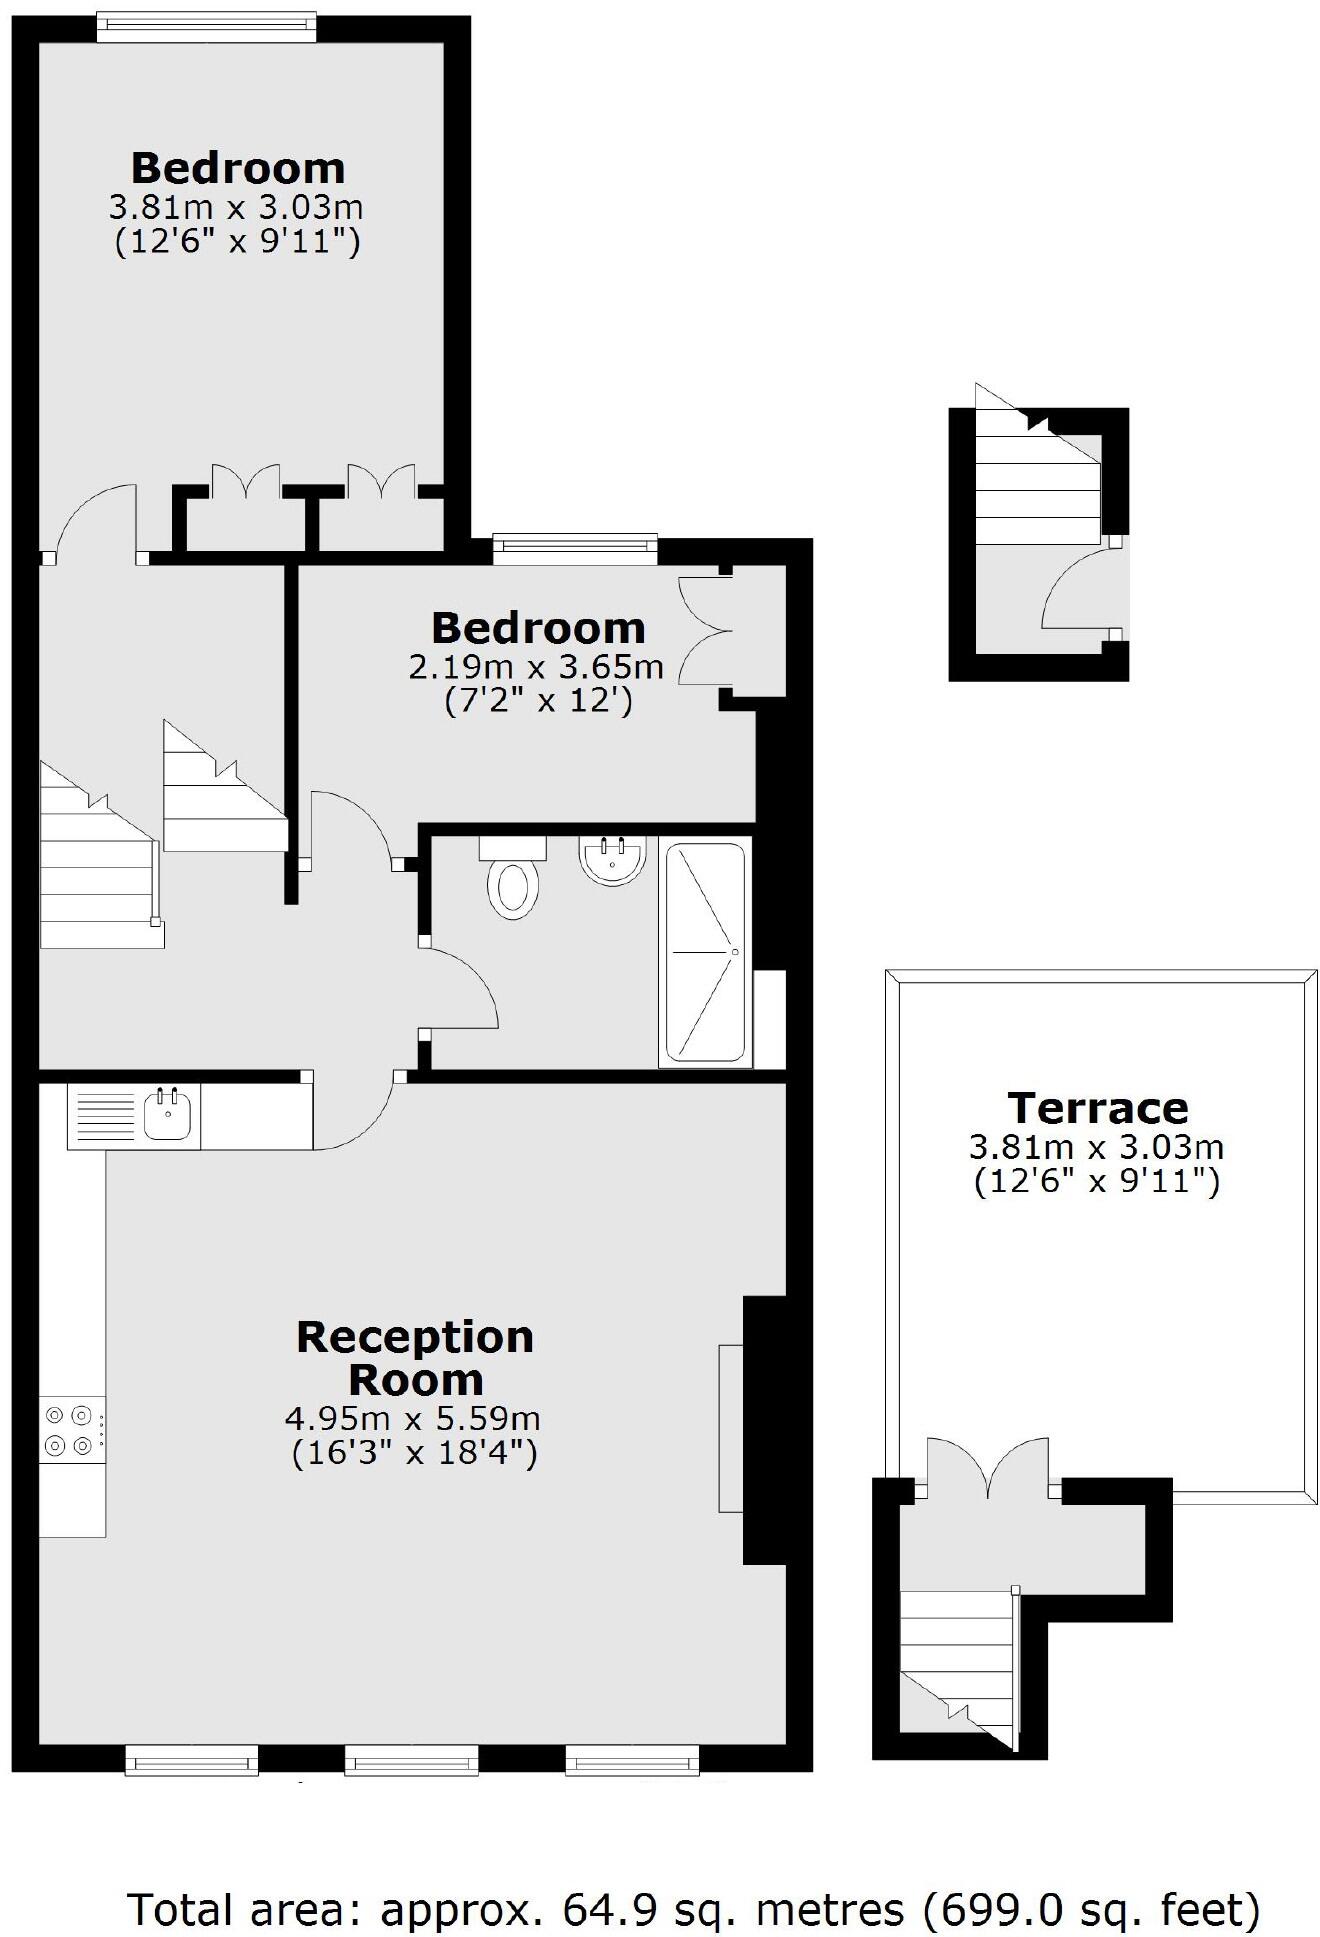 Bedroom
3.81m x 3.03m
(12'6" x 9'11")
Bedroom
2.19m x 3.65m
(7'2" x 12')
Terrace
3.81m x 3.03m
(12'6" x 9'11")
Reception
Room
4.95m x 5.59m
(16'3" x 18'4")
Total area: approx. 64.9 sq. metres (699.0 sq. feet)